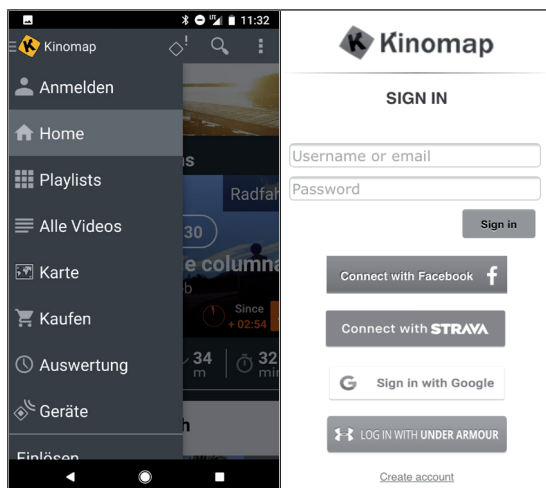 11:32
Kinomap
Anmelden
Home
Playlists
Alle Videos
Karte
Kaufen
Auswertung
Geräte
Einlösen
Radfah
30
e columna
b
Since
+ 02:54
34
m
32
min
h
Kinomap
SIGN IN
Username or email
Password
Sign in
Connect with Facebook
Connect with STRAVA
G Sign in with Google
LOG IN WITH UNDER ARMOUR
Create account